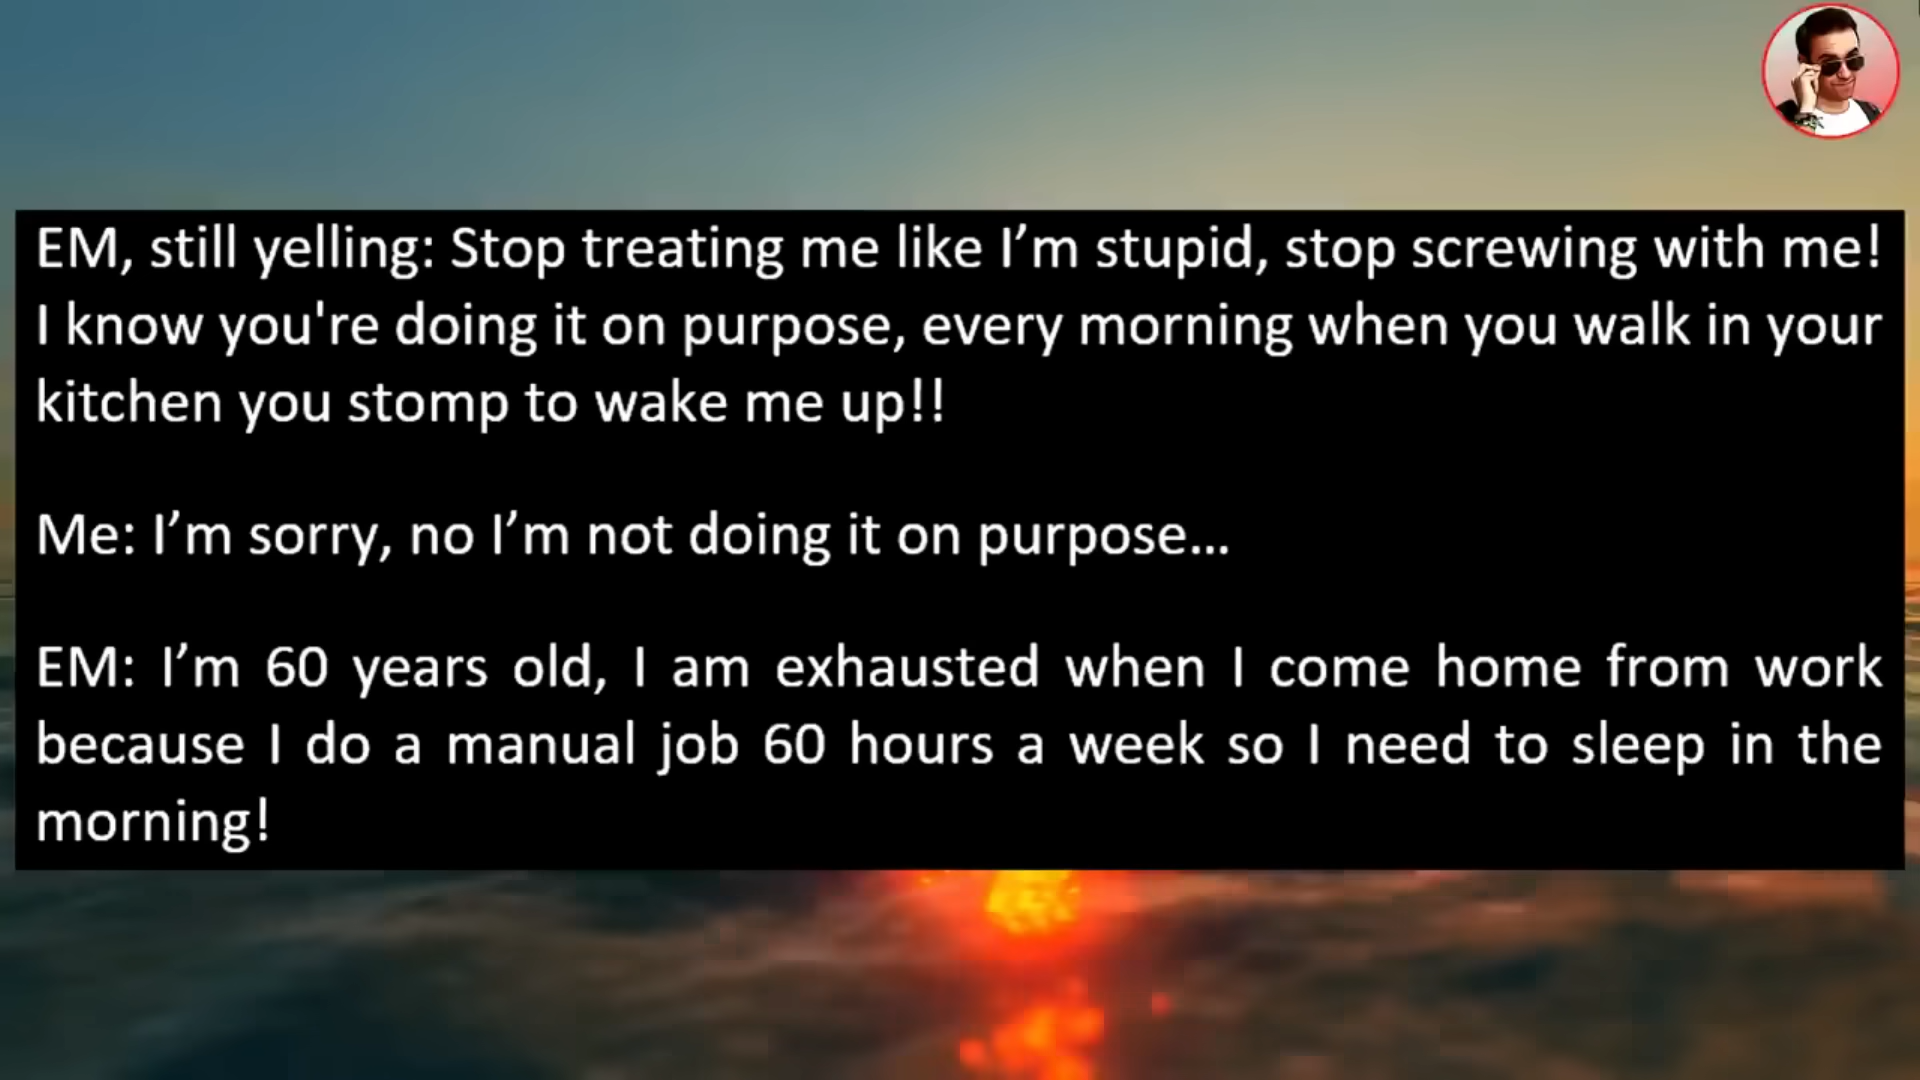 EM, still yelling: Stop treating me like I’m stupid, stop screwing with me!
I know you're doing it on purpose, every morning when you walk in your
kitchen you stomp to wake me up!!
Me: I’m sorry, no I’m not doing it on purpose…
EM: I’m 60 years old, I am exhausted when I come home from work
because I do a manual job 60 hours a week so I need to sleep in the
morning!